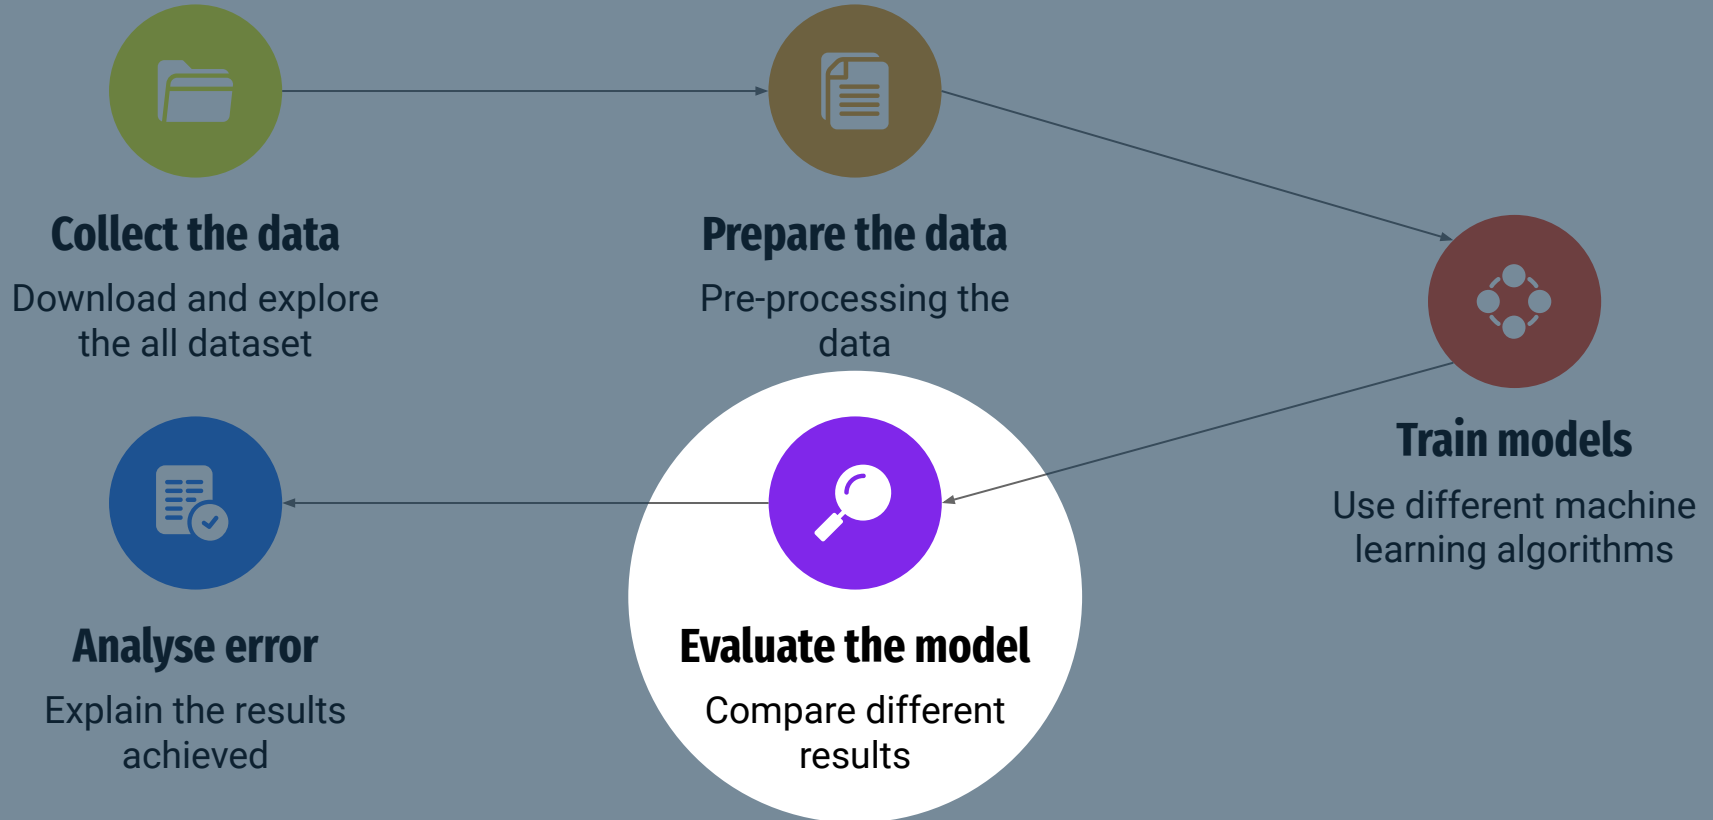 Collect the data
Download and explore
the all dataset
Prepare the data
Pre-processing the
data
Train models
Use different machine
learning algorithms
Evaluate the model
Compare different
results
Analyse error
Explain the results
achieved